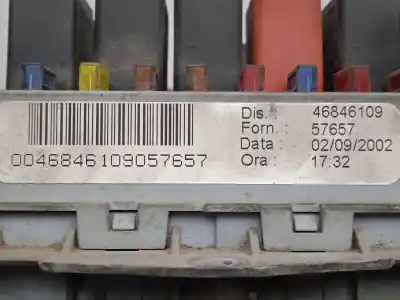 Dis. : 46846109
Forn. : 57657
Data : 02/09/2002
Ora : 17:32
0046846109057657